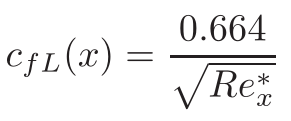 $c_{fL}(x) = \frac{0.664}{\sqrt{Re_x^*}}$